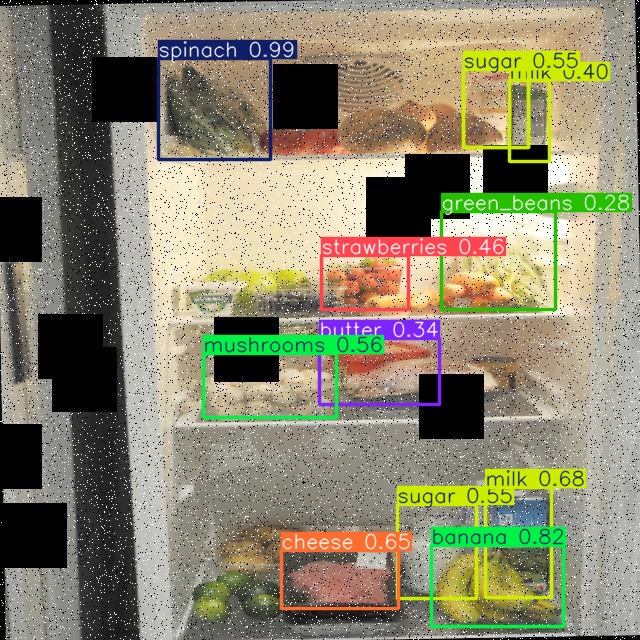 spinach 0.99
sugar 0.55
milk 0.40
green_beans 0.28
strawberries 0.46
butter 0.34
mushrooms 0.56
milk 0.68
sugar 0.55
banana 0.82
cheese 0.65